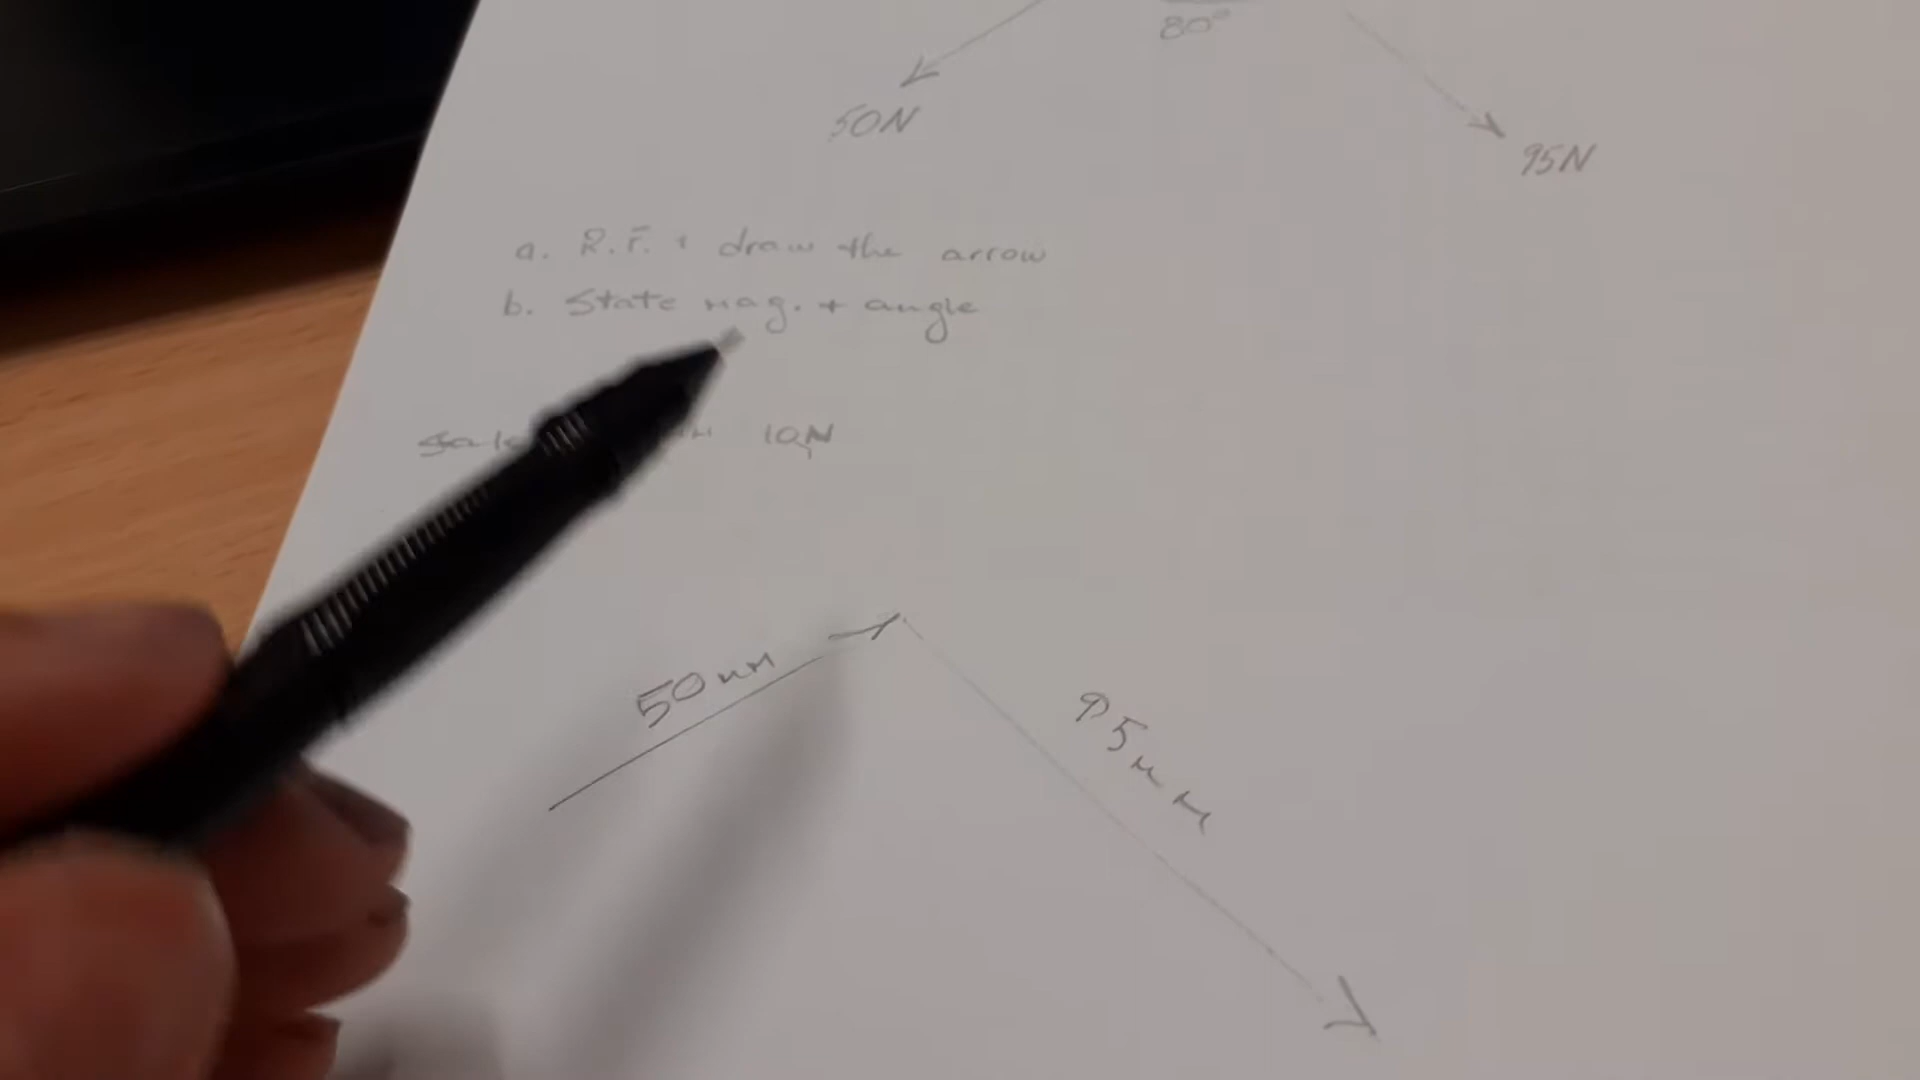 80°
50N
95N
a. R.F. + draw the arrow
b. State mag. + angle
10N
50mm
95mm